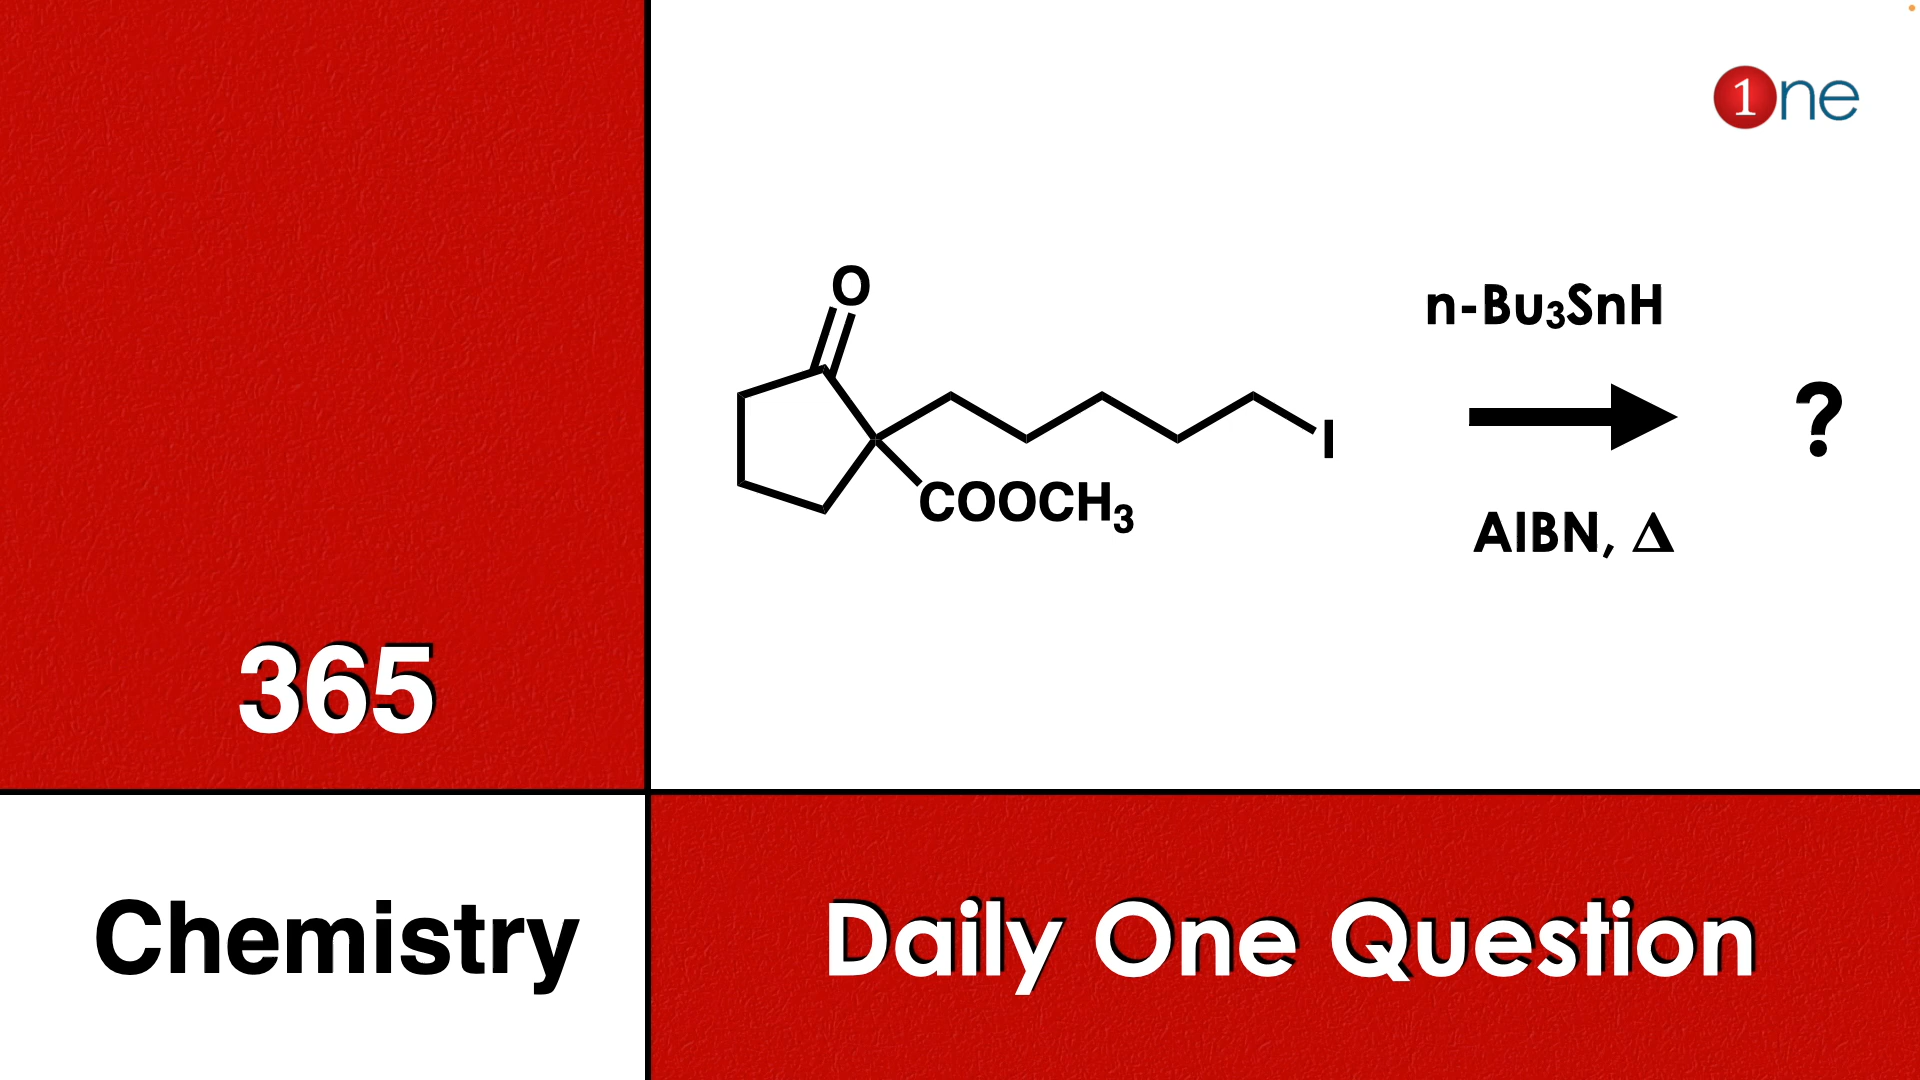 1ne
O
I
COOCH₃
n-Bu₃SnH
AIBN, Δ
?
365
Chemistry
Daily One Question